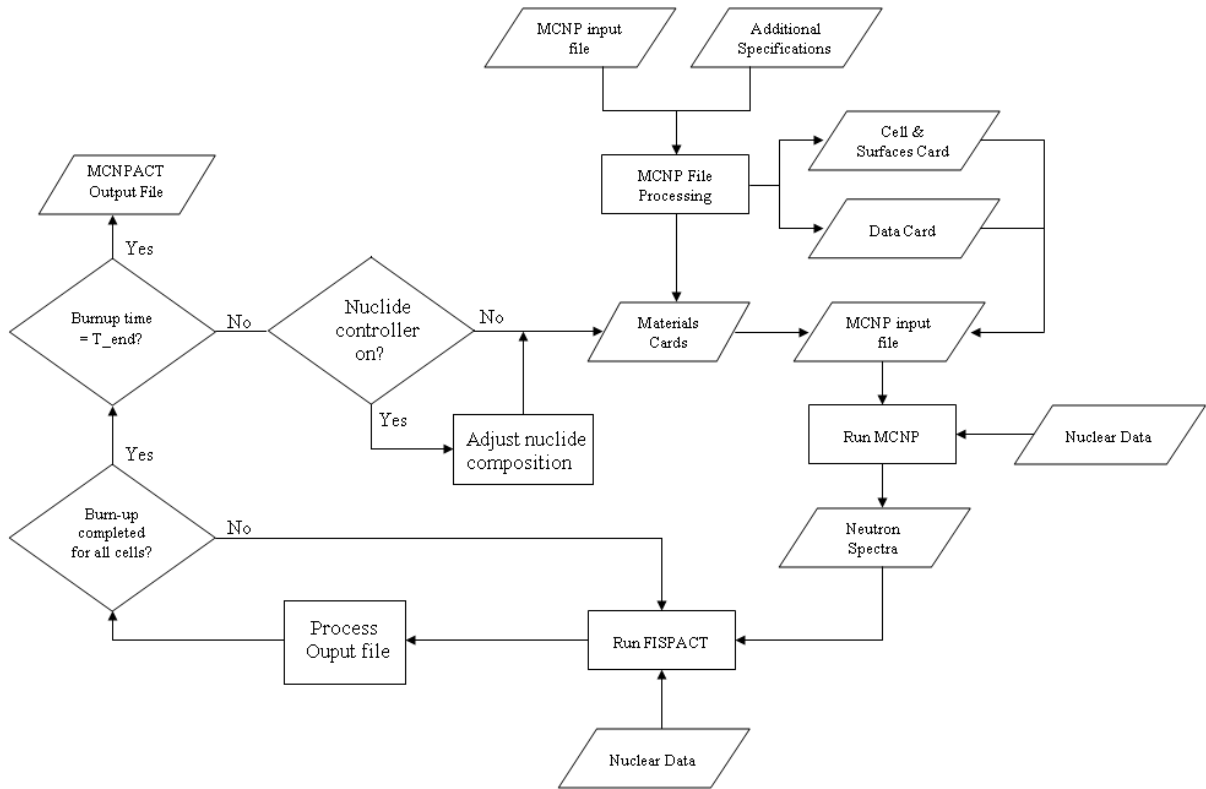 MCNP input
file
Additional
Specifications
Cell &
Surfaces Card
MCNPACT
Output File
MCNP File
Processing
Data Card
Yes
Burnup time
= T_end?
No
Nuclide
controller
on?
No
Materials
Cards
MCNP input
file
Yes
Adjust nuclide
composition
Run MCNP
Nuclear Data
Yes
Burn-up
completed
for all cells?
No
Neutron
Spectra
Process
Ouput file
Run FISPACT
Nuclear Data